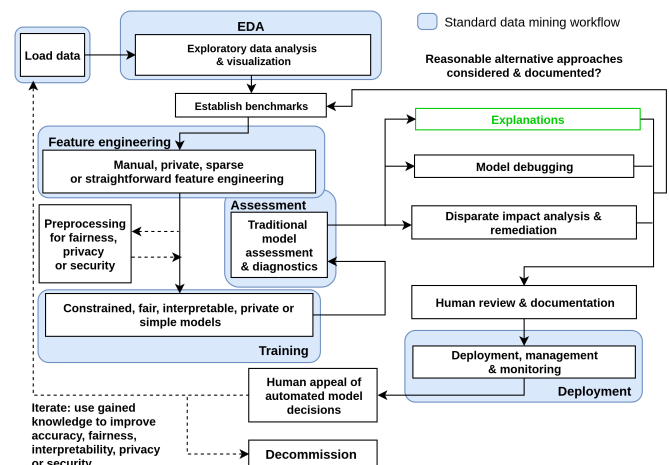 EDA
Standard data mining workflow
Load data
Exploratory data analysis
& visualization
Reasonable alternative approaches
considered & documented?
Establish benchmarks
Explanations
Feature engineering
Manual, private, sparse
or straightforward feature engineering
Model debugging
Assessment
Traditional
model
assessment
& diagnostics
Preprocessing
for fairness,
privacy
or security
Disparate impact analysis &
remediation
Constrained, fair, interpretable, private or
simple models
Training
Human review & documentation
Deployment, management
& monitoring
Deployment
Human appeal of
automated model
decisions
Iterate: use gained
knowledge to improve
accuracy, fairness,
interpretability, privacy
or security
Decommission